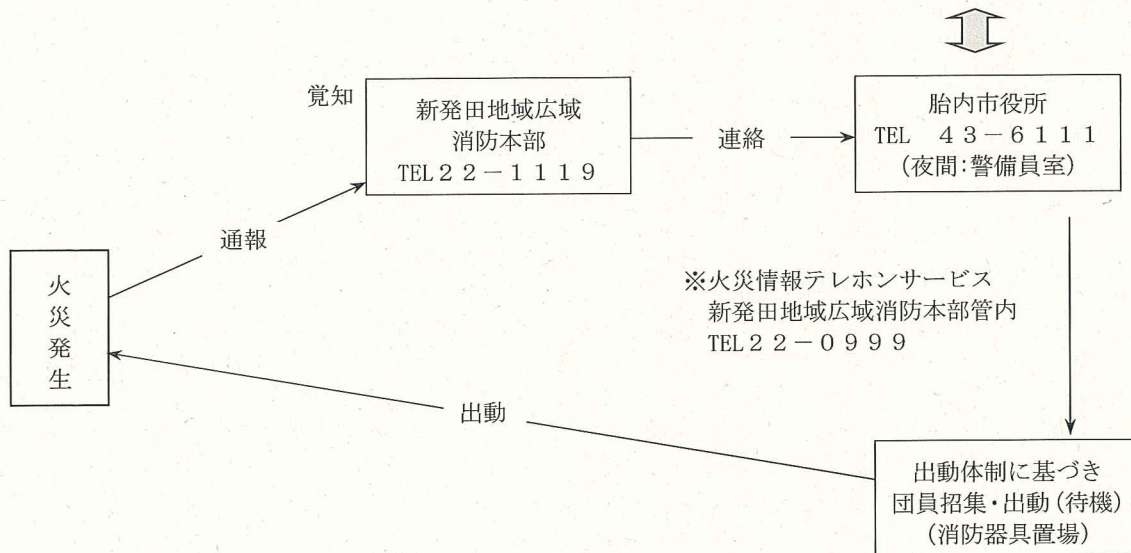 覚知
新発田地域広域
消防本部
TEL22-1119
連絡
胎内市役所
TEL 43-6111
(夜間:警備員室)
通報
火災発生
※火災情報テレホンサービス
新発田地域広域消防本部管内
TEL22-0999
出動
出動体制に基づき
団員招集・出動(待機)
(消防器具置場)